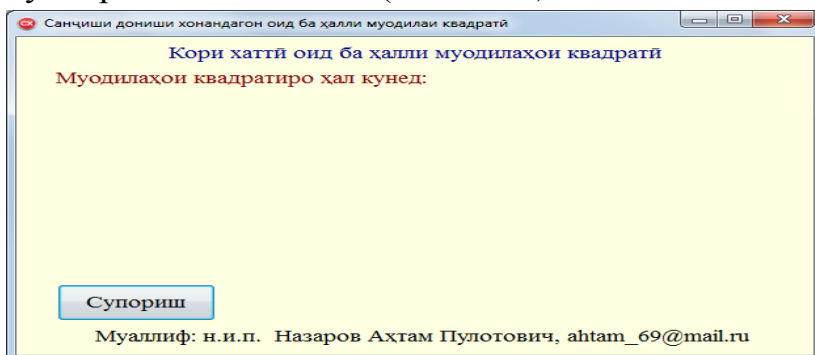 Санҷиши дониши хонандагон оид ба ҳалли муодилаи квадратӣ
Кори хаттӣ оид ба ҳалли муодилаҳои квадратӣ
Муодилаҳои квадратиро ҳал кунед:
Супориш
Муаллиф: н.и.п. Назаров Ахтам Пулотович, ahtam_69@mail.ru